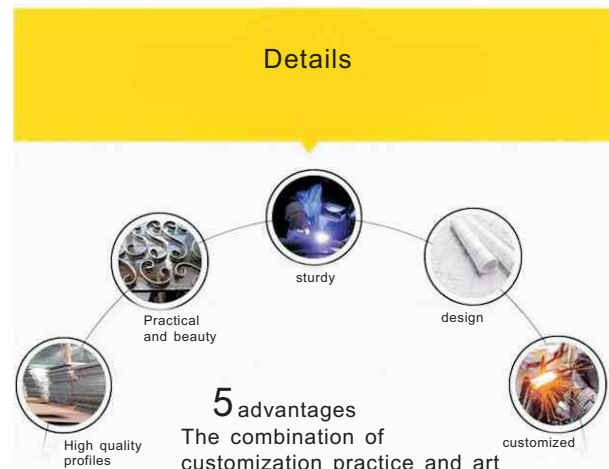 Details
sturdy
Practical
and beauty
design
High quality
profiles
customized
5 advantages
The combination of
customization practice and art